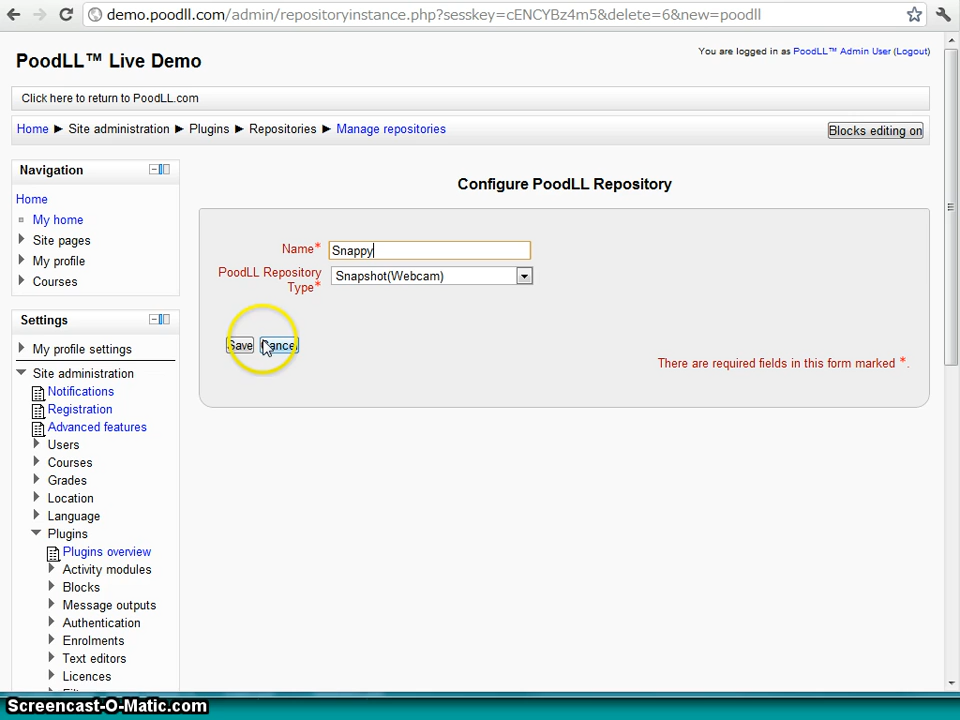 demo.poodll.com/admin/repositoryinstance.php?sesskey=cENCYBz4m5&delete=6&new=poodll
PoodLL™ Live Demo
You are logged in as PoodLL™ Admin User (Logout)
Click here to return to PoodLL.com
Home ► Site administration ► Plugins ► Repositories ► Manage repositories
Blocks editing on
Navigation
Home
My home
Site pages
My profile
Courses
Settings
My profile settings
Site administration
Notifications
Registration
Advanced features
Users
Courses
Grades
Location
Language
Plugins
Plugins overview
Activity modules
Blocks
Message outputs
Authentication
Enrolments
Text editors
Licences
Configure PoodLL Repository
Name* Snappy
PoodLL Repository Type* Snapshot(Webcam)
Save Cancel
There are required fields in this form marked *.
Screencast-O-Matic.com